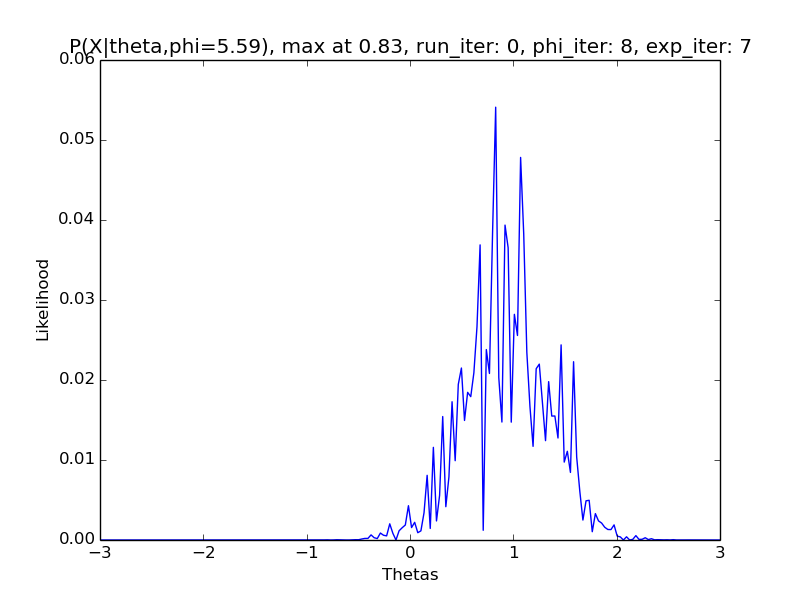 P(X|theta,phi=5.59), max at 0.83, run_iter: 0, phi_iter: 8, exp_iter: 7
0.06
0.05
0.04
0.03
0.02
0.01
0.00
Likelihood
−3 −2 −1 0 1 2 3
Thetas